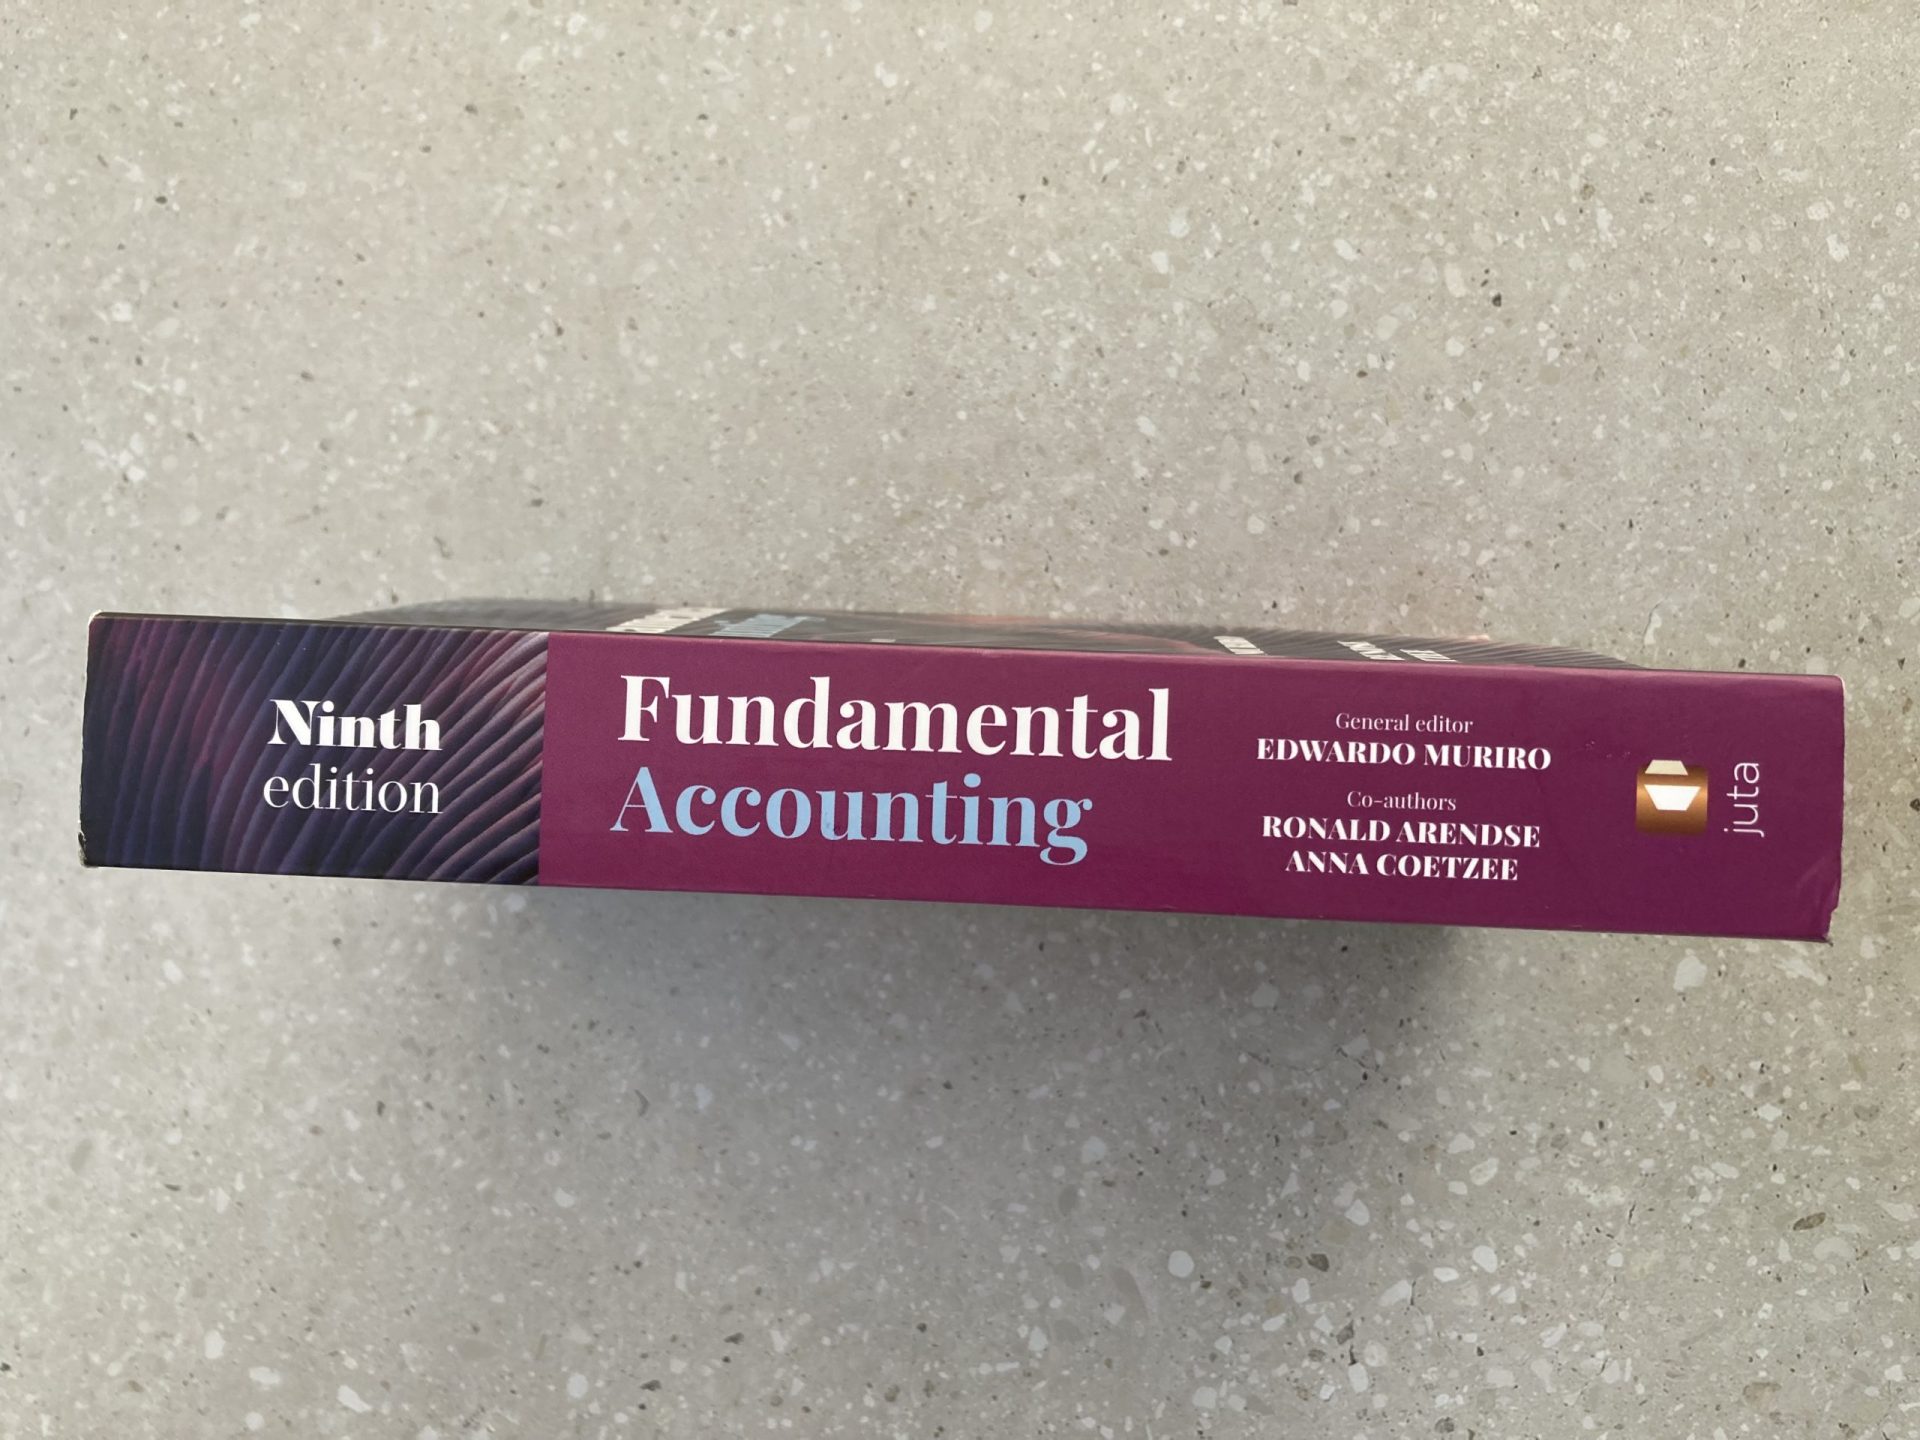 Ninth
edition
Fundamental
Accounting
General editor
EDWARDO MURIRO
Co-authors
RONALD ARENDSE
ANNA COETZEE
juta